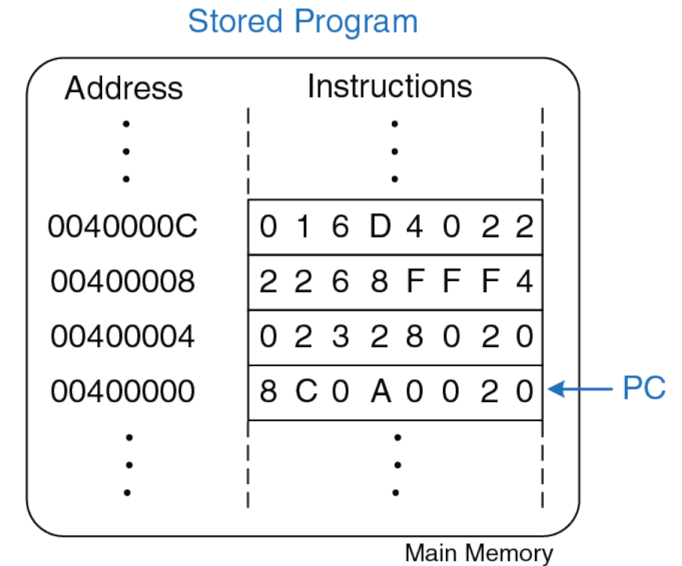 Stored Program
Address Instructions
0040000C 0 1 6 D 4 0 2 2
00400008 2 2 6 8 F F F 4
00400004 0 2 3 2 8 0 2 0
00400000 8 C 0 A 0 0 2 0 PC
Main Memory